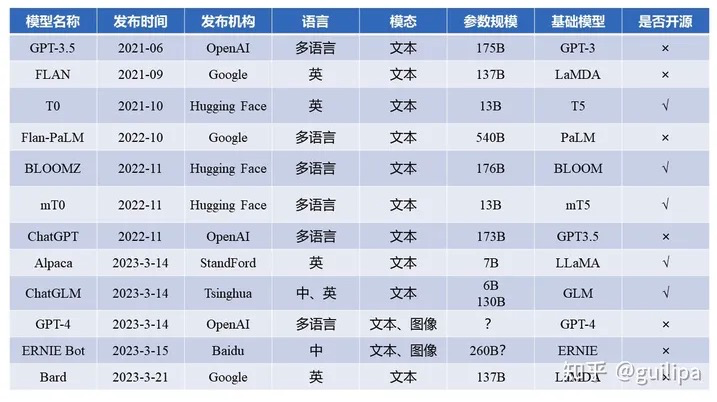 模型名称 发布时间 发布机构 语言 模态 参数规模 基础模型 是否开源
GPT-3.5 2021-06 OpenAI 多语言 文本 175B GPT-3 ×
FLAN 2021-09 Google 英 文本 137B LaMDA ×
T0 2021-10 Hugging Face 英 文本 13B T5 √
Flan-PaLM 2022-10 Google 多语言 文本 540B PaLM ×
BLOOMZ 2022-11 Hugging Face 多语言 文本 176B BLOOM √
mT0 2022-11 Hugging Face 多语言 文本 13B mT5 √
ChatGPT 2022-11 OpenAI 多语言 文本 173B GPT3.5 ×
Alpaca 2023-3-14 StandFord 英 文本 7B LLaMA √
ChatGLM 2023-3-14 Tsinghua 中、英 文本 6B 130B GLM √
GPT-4 2023-3-14 OpenAI 多语言 文本、图像 ? GPT-4 ×
ERNIE Bot 2023-3-15 Baidu 中 文本、图像 260B? ERNIE ×
Bard 2023-3-21 Google 英 文本 137B LaMDA ×
知乎 @guilipa